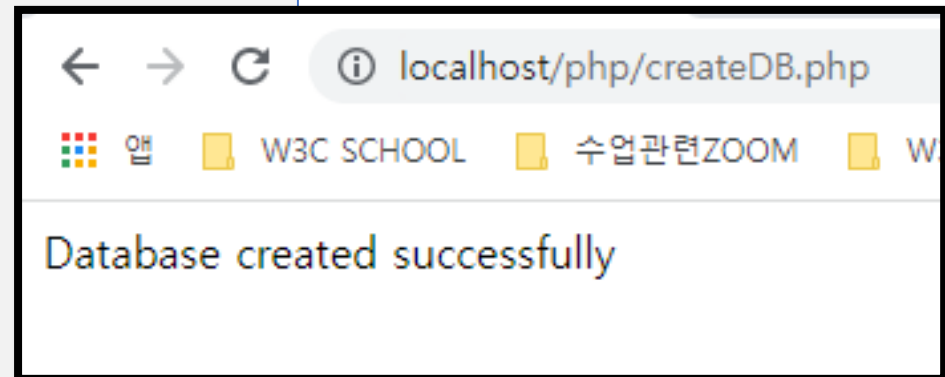 localhost/php/createDB.php
앱 W3C SCHOOL 수업관련ZOOM
Database created successfully